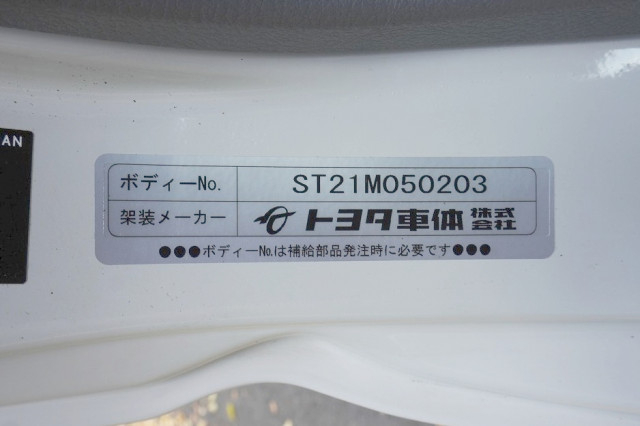 AN
ボディーNo. ST21M050203
架装メーカー トヨタ車体 株式会社
●●●ボディーNo.は補給部品発注時に必要です●●●